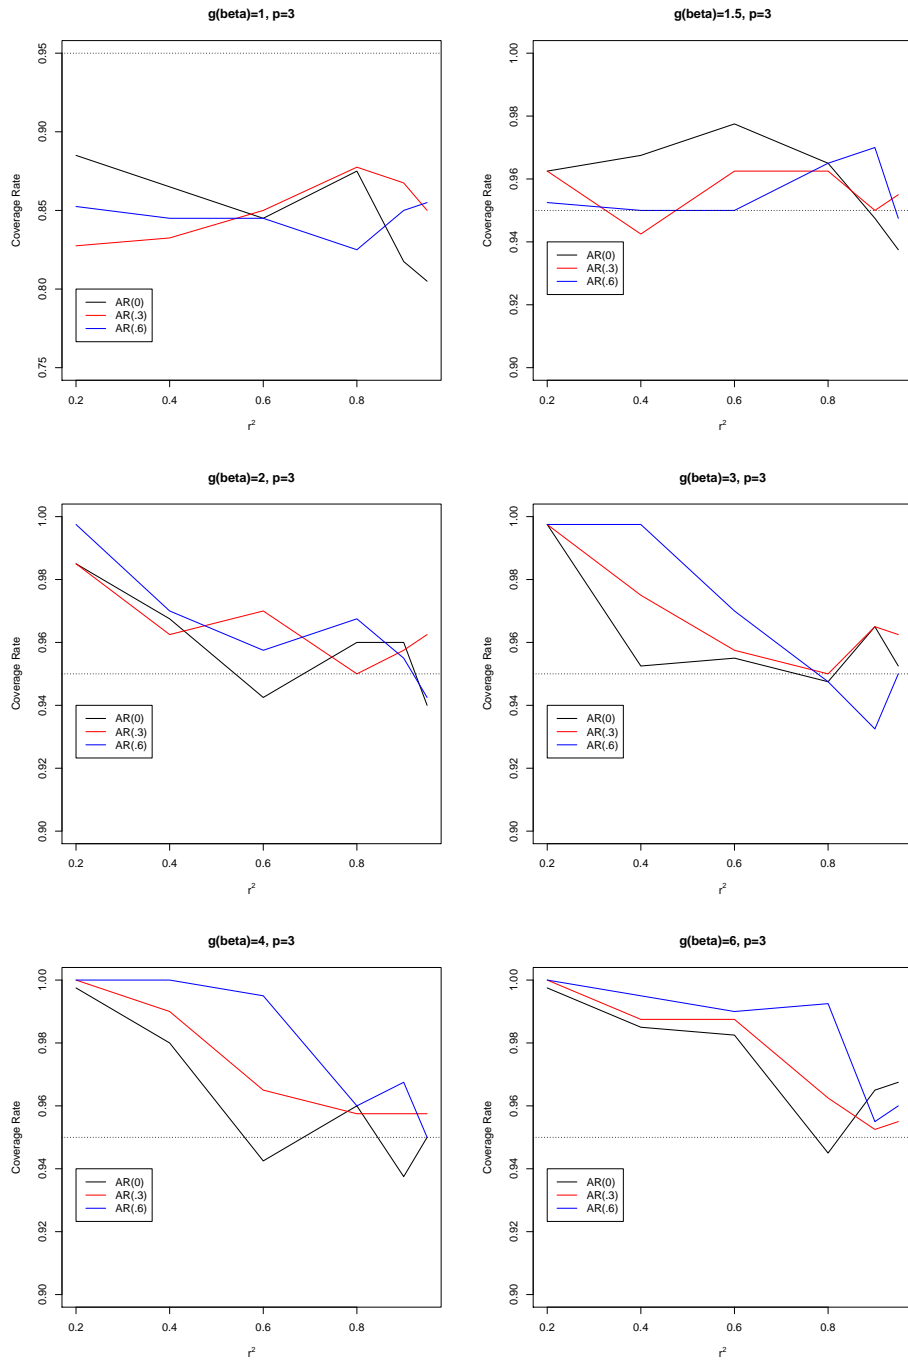 g(beta)=1, p=3
Coverage Rate
0.95
0.90
0.85
0.80
0.75
AR(0)
AR(.3)
AR(.6)
0.2 0.4 0.6 0.8
r²
g(beta)=1.5, p=3
Coverage Rate
1.00
0.98
0.96
0.94
0.92
0.90
AR(0)
AR(.3)
AR(.6)
0.2 0.4 0.6 0.8
r²
g(beta)=2, p=3
Coverage Rate
1.00
0.98
0.96
0.94
0.92
0.90
AR(0)
AR(.3)
AR(.6)
0.2 0.4 0.6 0.8
r²
g(beta)=3, p=3
Coverage Rate
1.00
0.98
0.96
0.94
0.92
0.90
AR(0)
AR(.3)
AR(.6)
0.2 0.4 0.6 0.8
r²
g(beta)=4, p=3
Coverage Rate
1.00
0.98
0.96
0.94
0.92
0.90
AR(0)
AR(.3)
AR(.6)
0.2 0.4 0.6 0.8
r²
g(beta)=6, p=3
Coverage Rate
1.00
0.98
0.96
0.94
0.92
0.90
AR(0)
AR(.3)
AR(.6)
0.2 0.4 0.6 0.8
r²